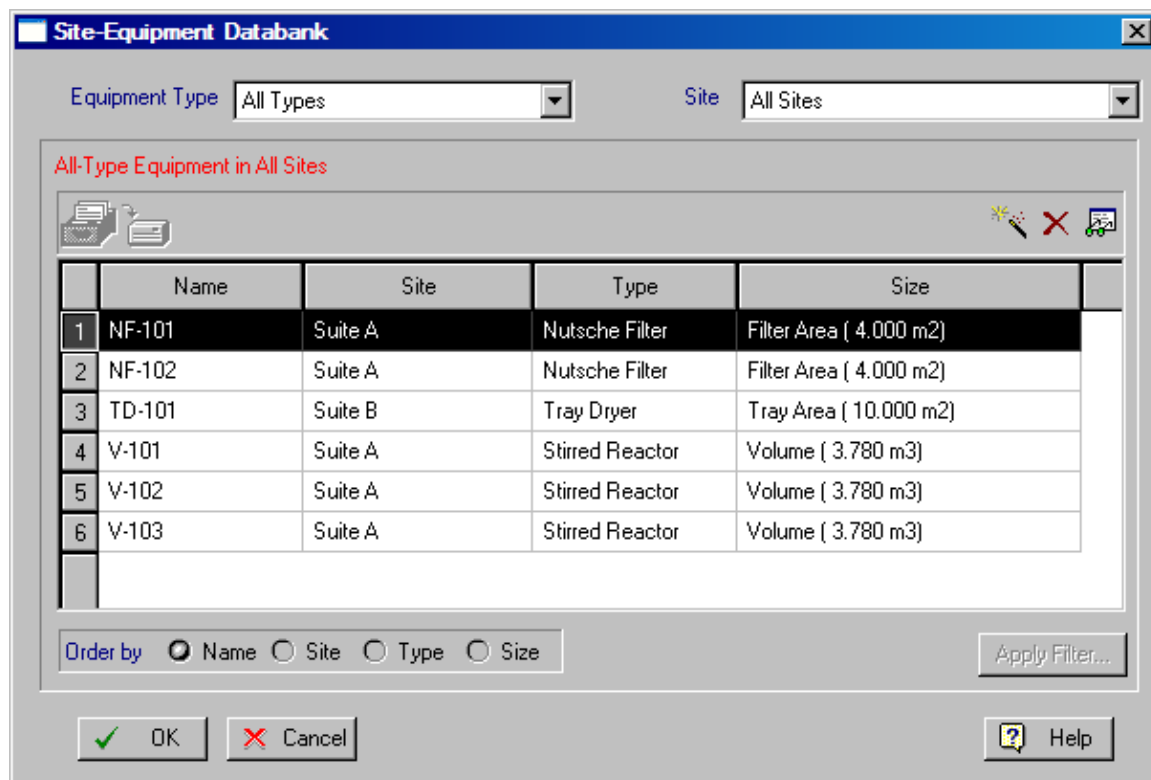 Site-Equipment Databank
Equipment Type All Types Site All Sites
All-Type Equipment in All Sites
Name Site Type Size
1 NF-101 Suite A Nutsche Filter Filter Area ( 4.000 m2)
2 NF-102 Suite A Nutsche Filter Filter Area ( 4.000 m2)
3 TD-101 Suite B Tray Dryer Tray Area ( 10.000 m2)
4 V-101 Suite A Stirred Reactor Volume ( 3.780 m3)
5 V-102 Suite A Stirred Reactor Volume ( 3.780 m3)
6 V-103 Suite A Stirred Reactor Volume ( 3.780 m3)
Order by Name Site Type Size Apply Filter...
OK Cancel Help